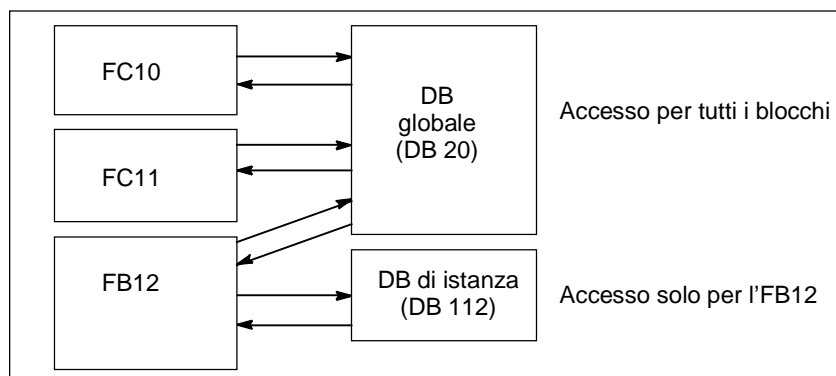 FC10
DB
globale
(DB 20)
Accesso per tutti i blocchi
FC11
FB12
DB di istanza
(DB 112)
Accesso solo per l'FB12